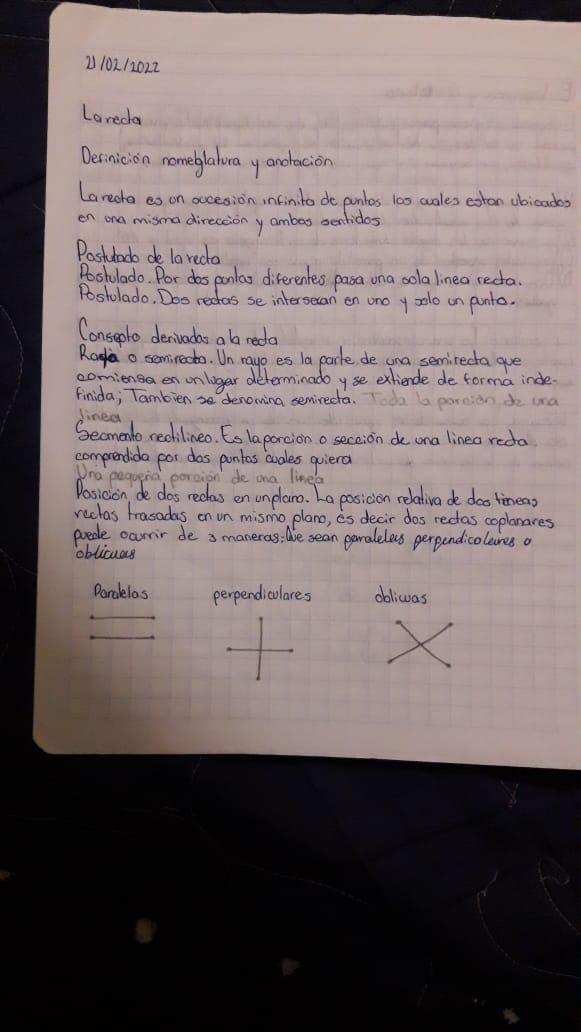 21/02/2022
La recta
Definición nomeglatura y anotación
La recta es on sucesión infinita de puntos los cuales estan ubicados
en una misma dirección y ambos sentidos
Postulado de la recta
Postulado. Por dos puntos diferentes pasa una sola linea recta.
Postulado. Dos rectas se intersecan en uno y solo un punto.
Consepto derivados a la recta
o semirecta. Un rayo es la parte de una semirecta que
comiensa en un lugar determinado y se extiende de forma inde-
finida; Tambien se denomina semirecta. Toda la porción de una
linea
Secmento rectilineo. Es la porcion o sección de una linea recta
comprendida por dos puntos cuales quiera
Una pequeña porción de una linea
Posición de dos rectas en un plano. La posición relativa de dos lineas
rectas trasadas en un mismo plano, es decir dos rectas coplanares
puede ocurrir de 3 maneras: Que sean paralelas perpendiculares o
oblicuas
Paralelas perpendiculares obliuas